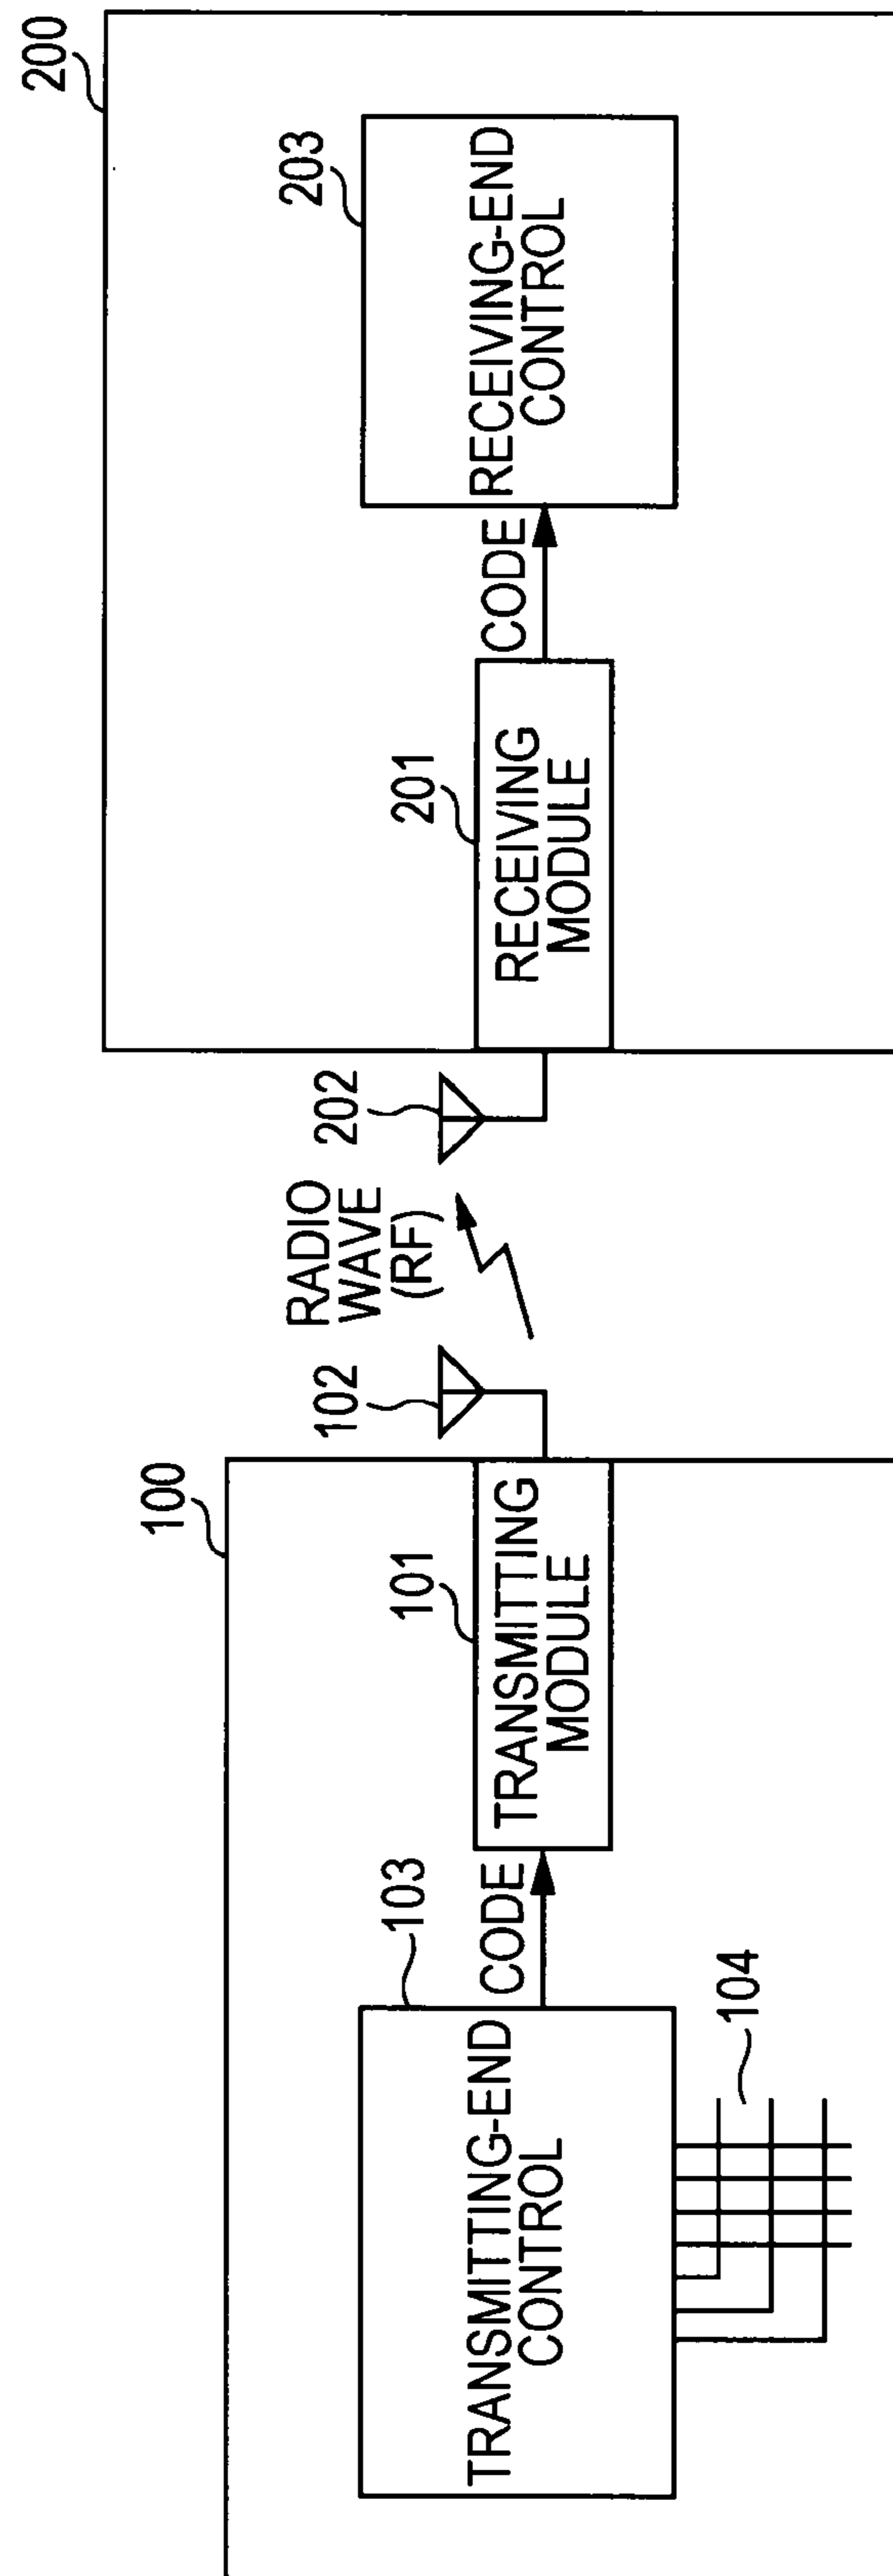 100
103
TRANSMITTING-END
CONTROL
104
CODE
101
TRANSMITTING
MODULE
102
RADIO
WAVE
(RF)
202
200
201
RECEIVING
MODULE
CODE
203
RECEIVING-END
CONTROL